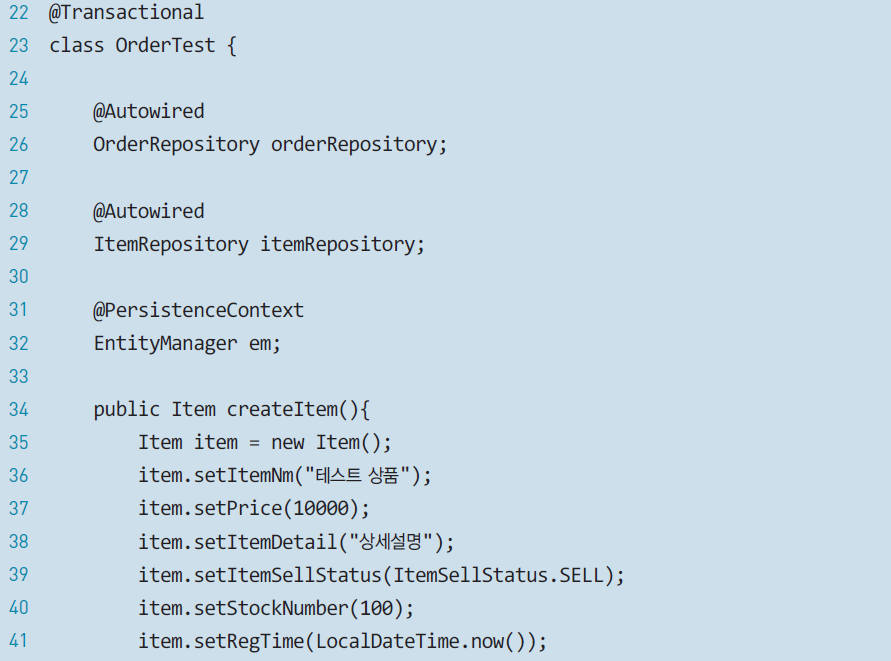 22 @Transactional
23 class OrderTest {
24
25     @Autowired
26     OrderRepository orderRepository;
27
28     @Autowired
29     ItemRepository itemRepository;
30
31     @PersistenceContext
32     EntityManager em;
33
34     public Item createItem(){
35         Item item = new Item();
36         item.setItemNm("테스트 상품");
37         item.setPrice(10000);
38         item.setItemDetail("상세설명");
39         item.setItemSellStatus(ItemSellStatus.SELL);
40         item.setStockNumber(100);
41         item.setRegTime(LocalDateTime.now());